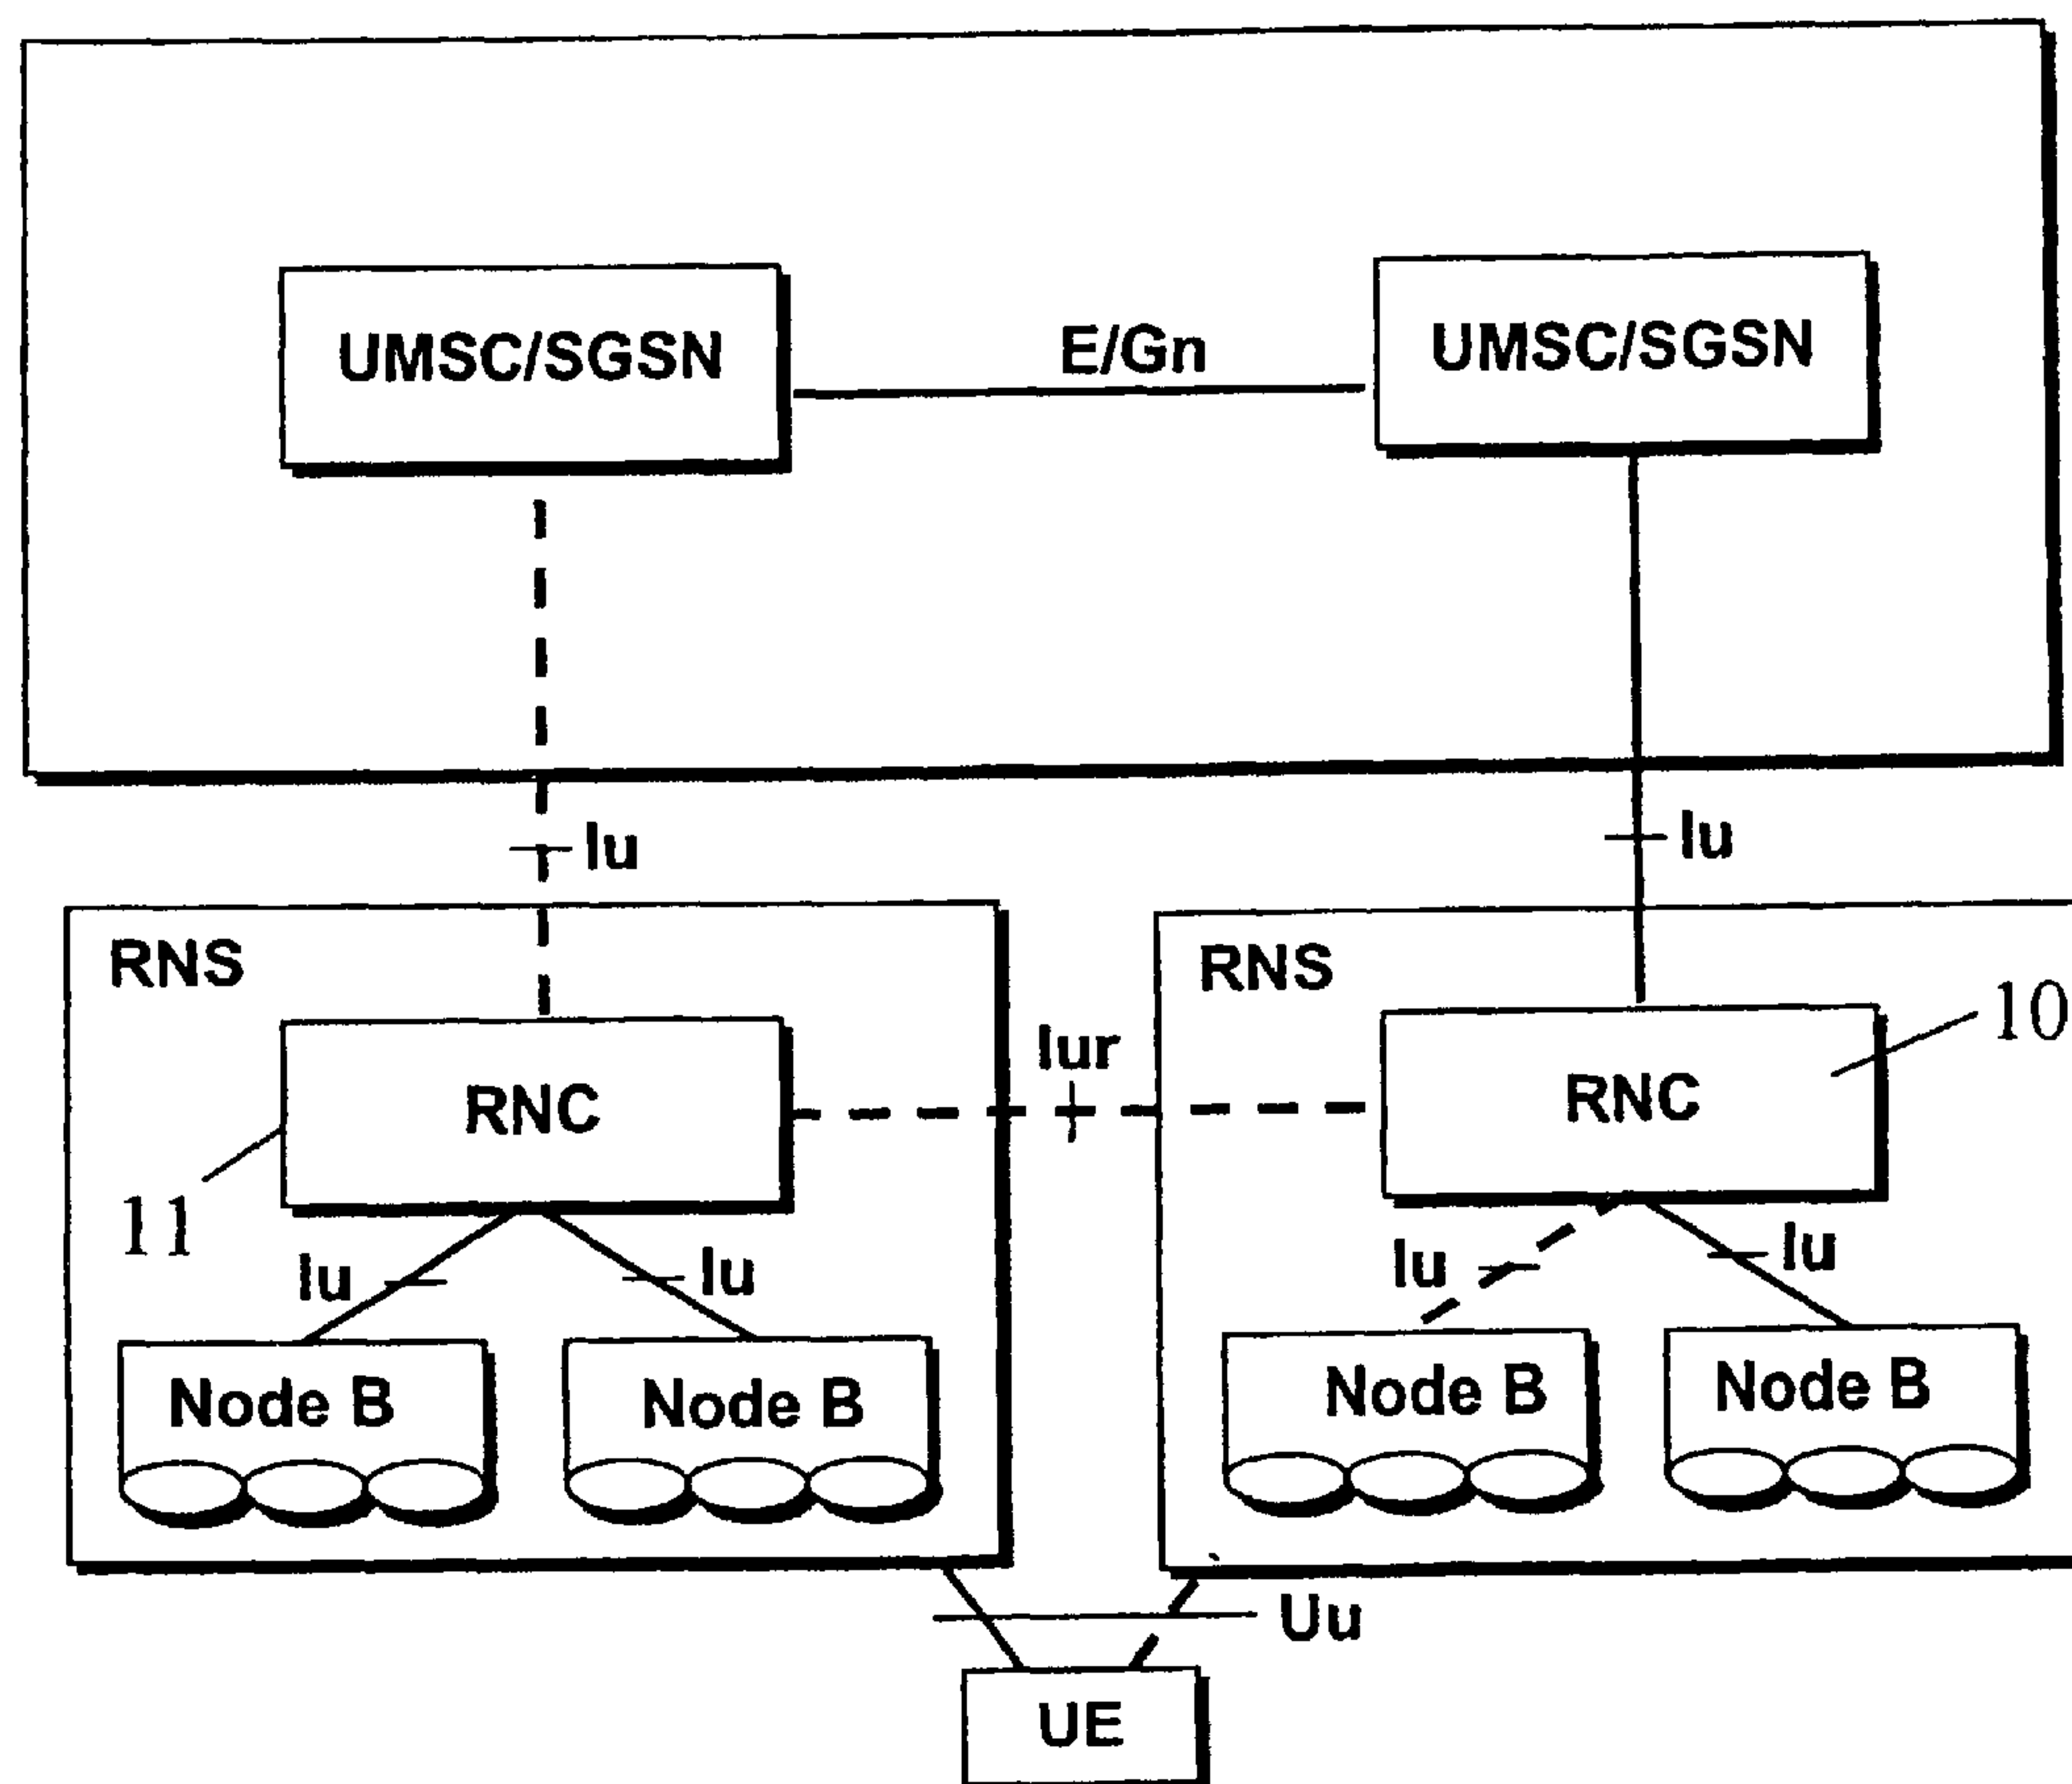 UMSC/SGSN
E/Gn
UMSC/SGSN
Iu
Iu
RNS
RNS
10
Iur
RNC
RNC
11
Iu
Iu
Iu
Iu
Node B
Node B
Node B
Node B
Uu
UE